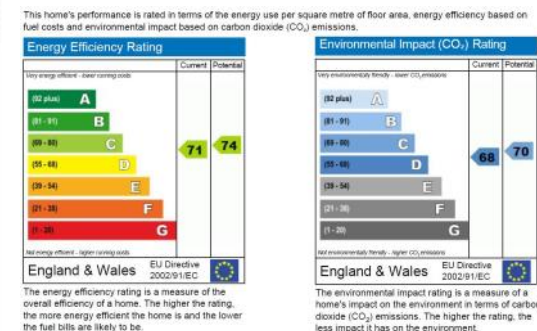 This home's performance is rated in terms of the energy use per square metre of floor area, energy efficiency based on
fuel costs and environmental impact based on carbon dioxide (CO₂) emissions.
Energy Efficiency Rating
Current Potential
Very energy efficient - lower running costs
(92 plus) A
(81 - 91) B
(69 - 80) C
(55 - 68) D
(39 - 54) E
(21 - 38) F
(1 - 20) G
71
74
Not energy efficient - higher running costs
England & Wales
EU Directive
2002/91/EC
The energy efficiency rating is a measure of the
overall efficiency of a home. The higher the rating,
the more energy efficient the home is and the lower
the fuel bills are likely to be.
Environmental Impact (CO₂) Rating
Current Potential
Very environmentally friendly - lower CO₂ emissions
(92 plus) A
(81 - 91) B
(69 - 80) C
(55 - 68) D
(39 - 54) E
(21 - 38) F
(1 - 20) G
68
70
Not environmentally friendly - higher CO₂ emissions
England & Wales
EU Directive
2002/91/EC
The environmental impact rating is a measure of a
home's impact on the environment in terms of carbon
dioxide (CO₂) emissions. The higher the rating, the
less impact it has on the environment.